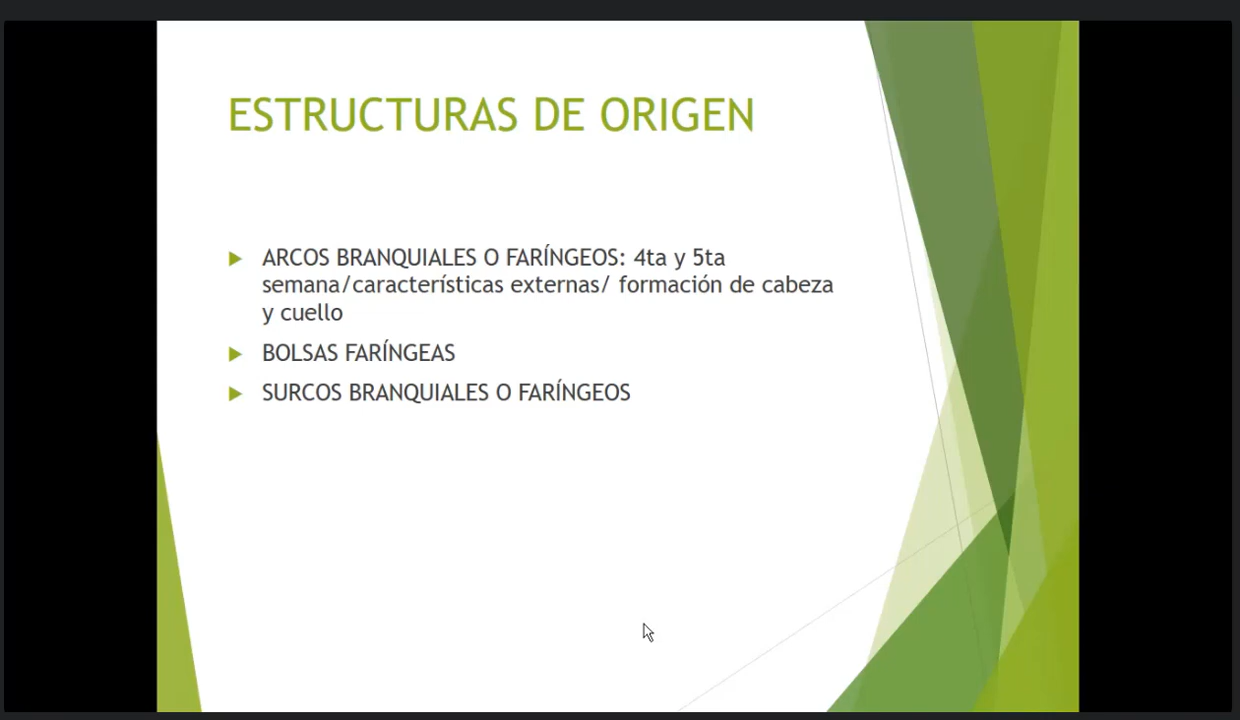 ESTRUCTURAS DE ORIGEN
ARCOS BRANQUIALES O FARÍNGEOS: 4ta y 5ta
semana/características externas/ formación de cabeza
y cuello
BOLSAS FARÍNGEAS
SURCOS BRANQUIALES O FARÍNGEOS